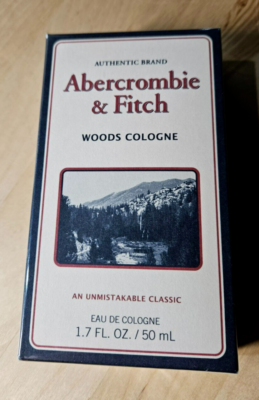 AUTHENTIC BRAND
Abercrombie
& Fitch
WOODS COLOGNE
AN UNMISTAKABLE CLASSIC
EAU DE COLOGNE
1.7 FL. OZ. / 50 mL